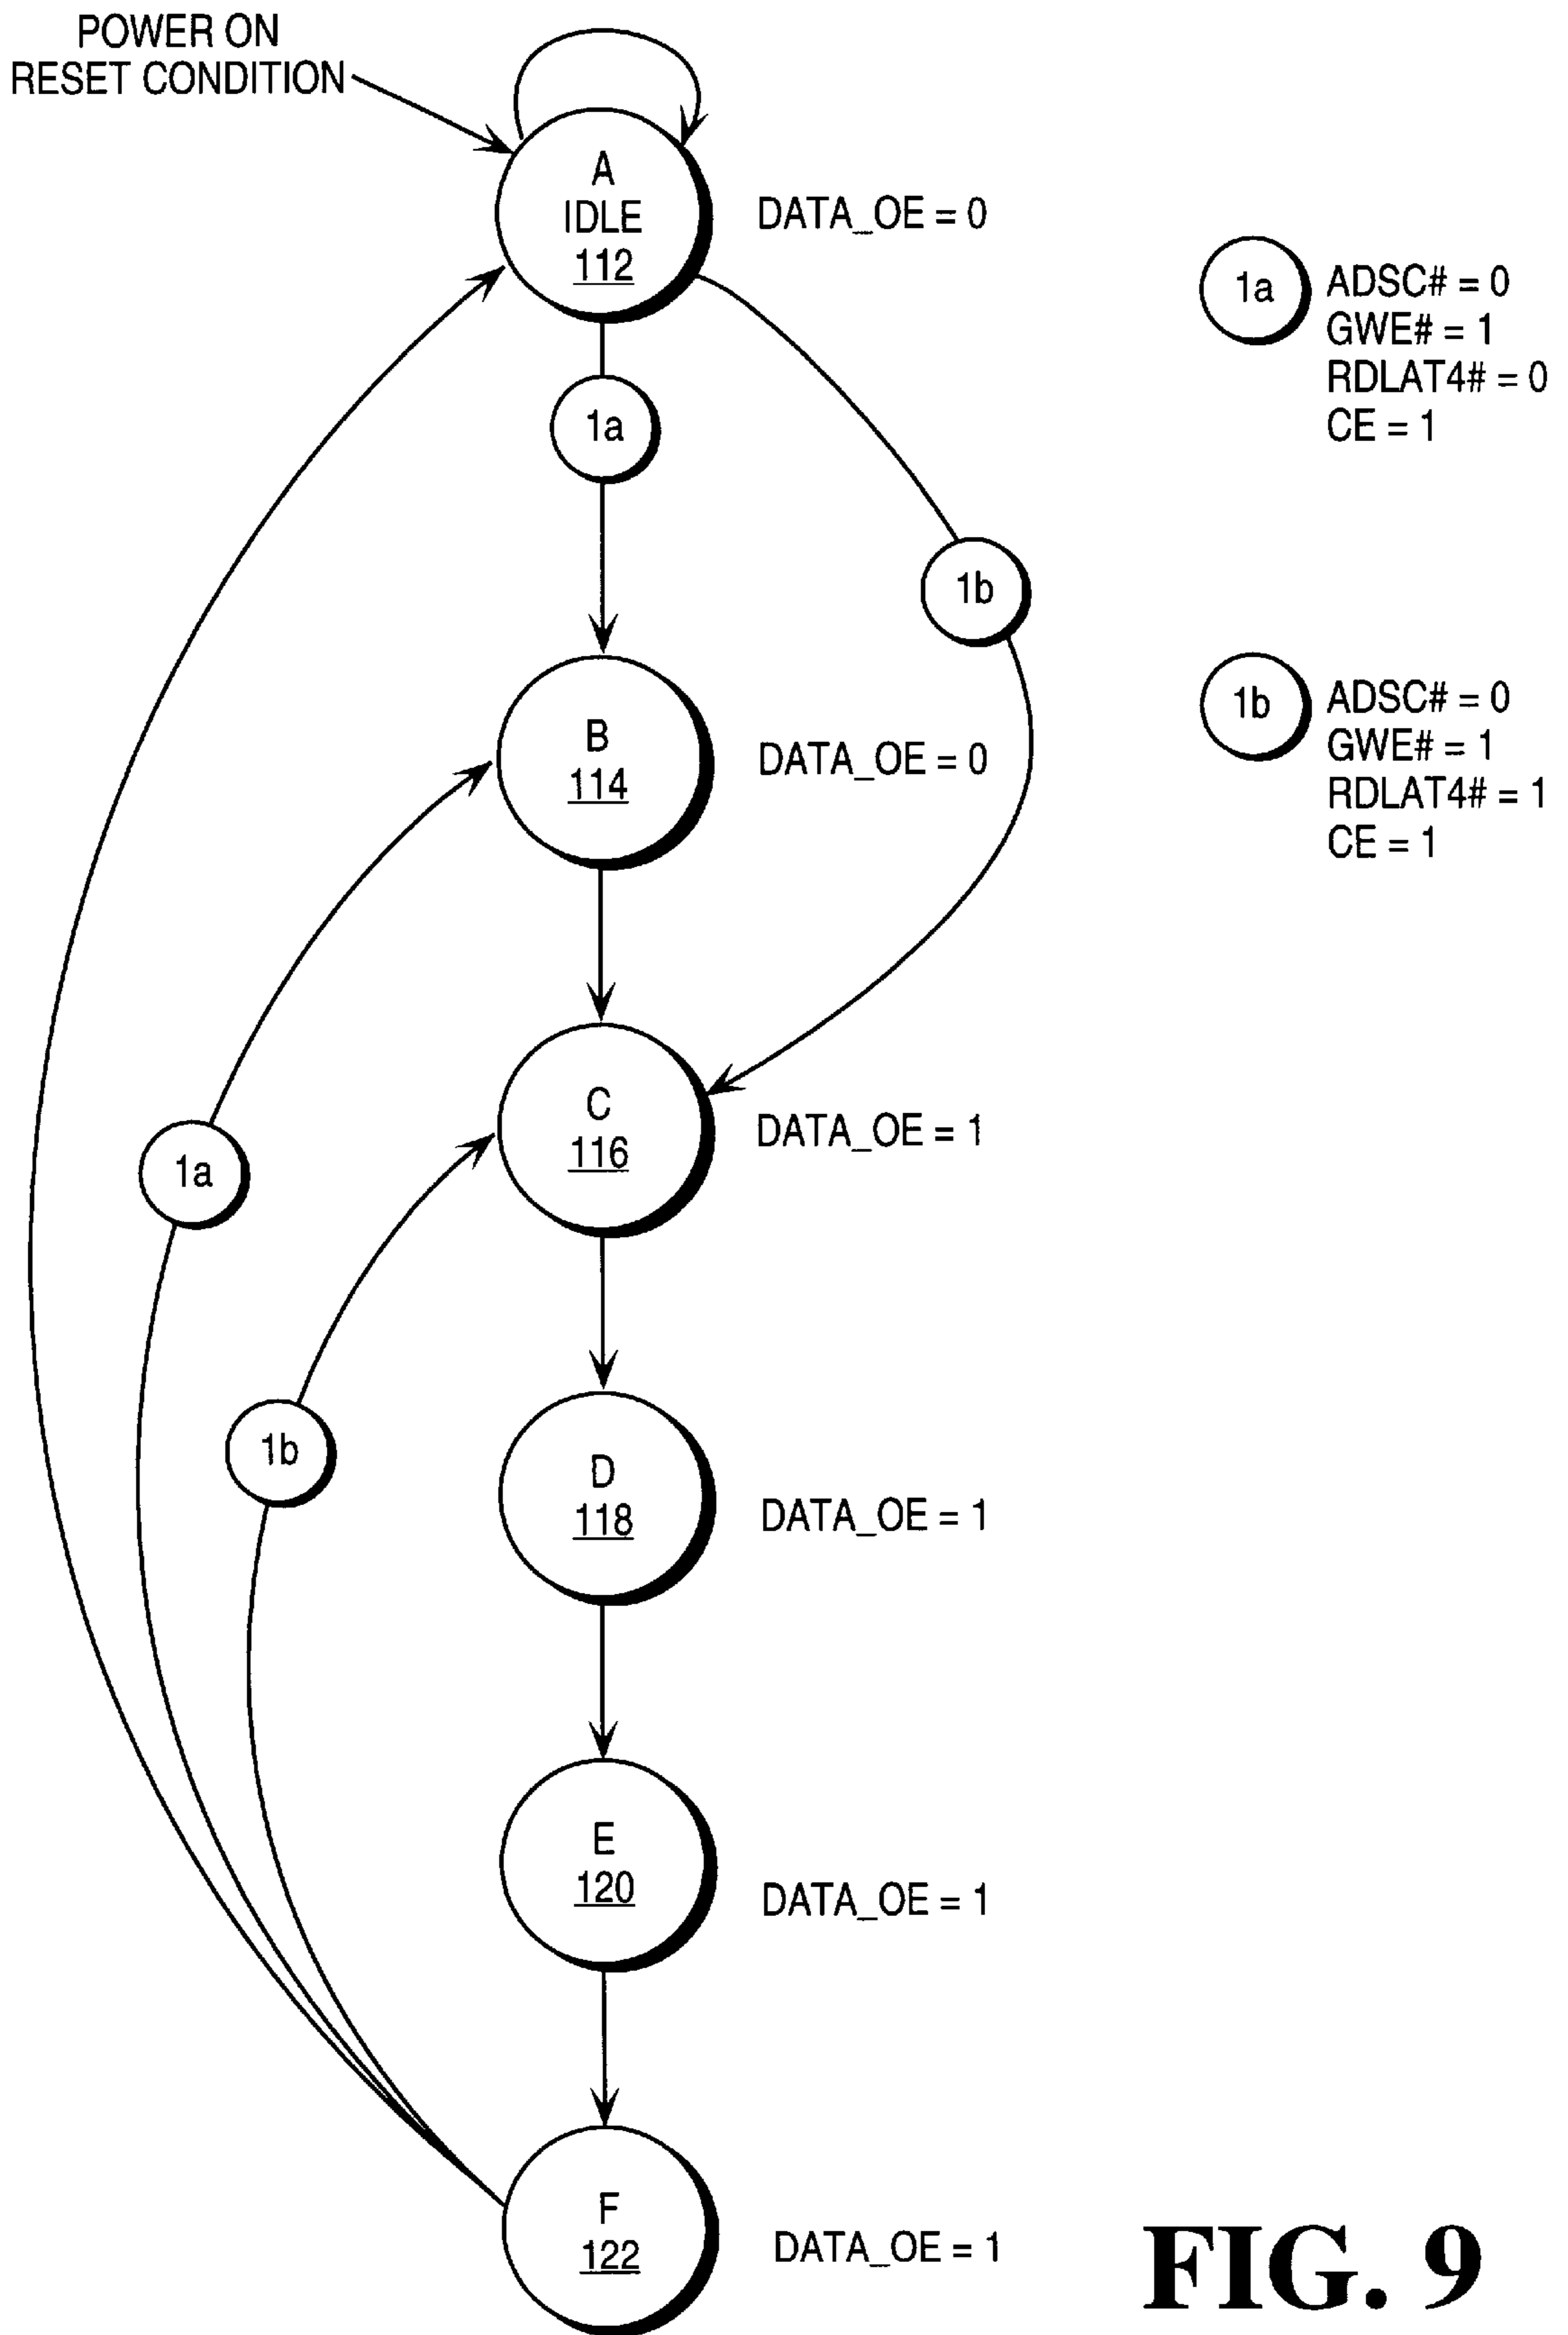 POWER ON
RESET CONDITION
A
IDLE
112
DATA_OE = 0
1a
ADSC# = 0
GWE# = 1
RDLAT4# = 0
CE = 1
1a
1b
1b
ADSC# = 0
GWE# = 1
RDLAT4# = 1
CE = 1
B
114
DATA_OE = 0
C
116
DATA_OE = 1
1a
1b
D
118
DATA_OE = 1
E
120
DATA_OE = 1
F
122
DATA_OE = 1
FIG. 9